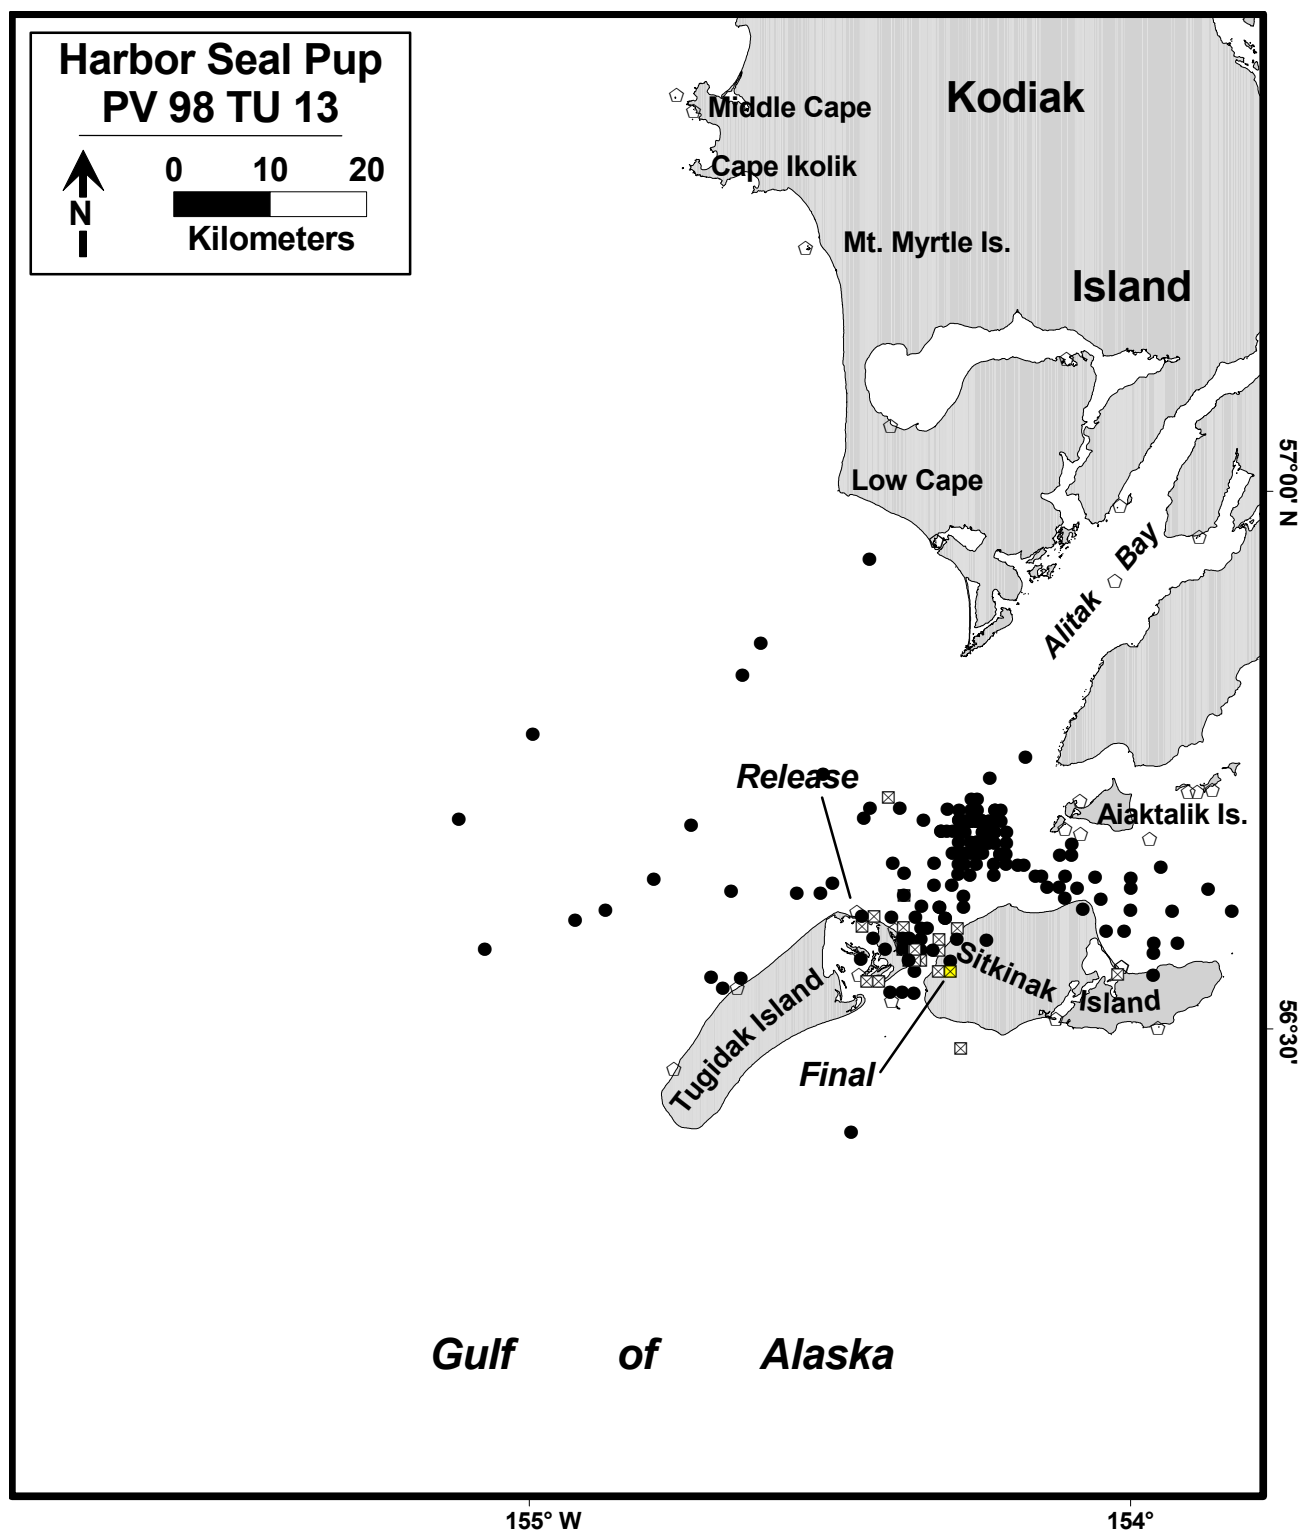 Harbor Seal Pup
PV 98 TU 13
0 10 20
N
Kilometers
Middle Cape
Kodiak
Cape Ikolik
Mt. Myrtle Is.
Island
Low Cape
57°00' N
Alitak Bay
Release
Aiaktalik Is.
Sitkinak
Island
Tugidak Island
56°30'
Final
Gulf of Alaska
155° W
154°